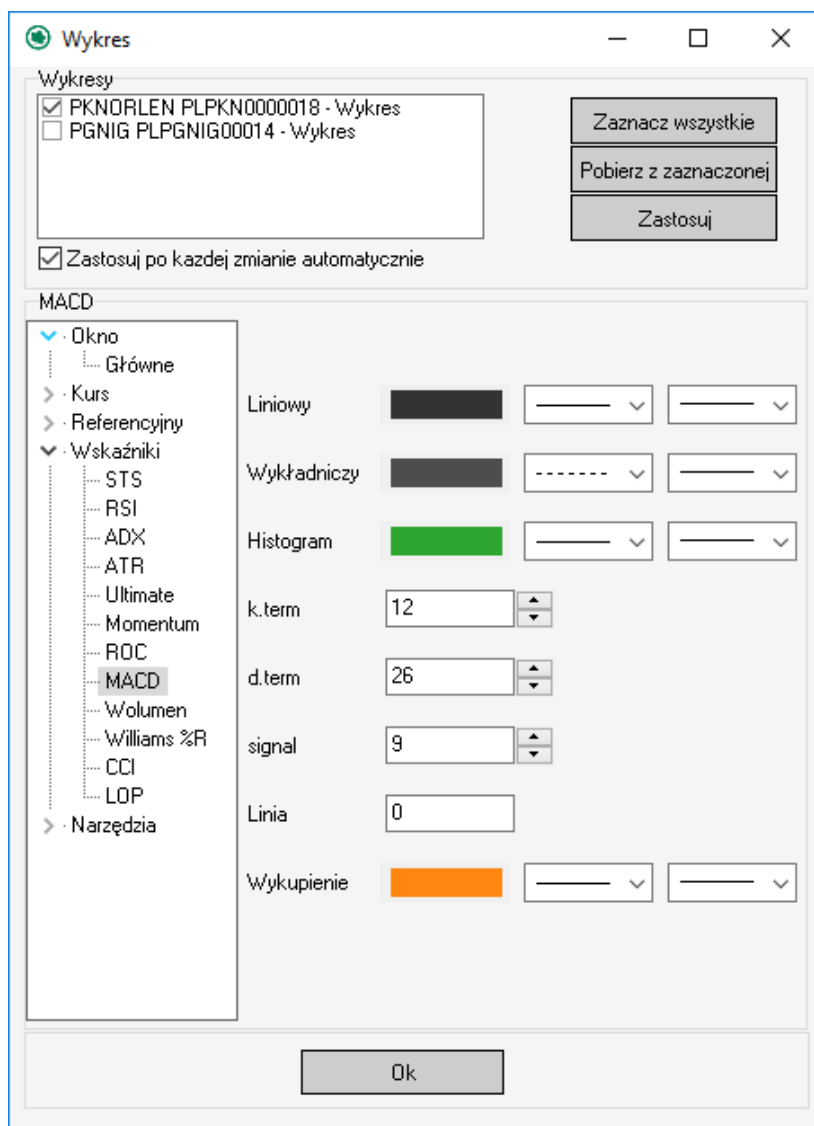 Wykres
Wykresy
PKNORLEN PLPKN0000018 - Wykres
PGNIG PLPGNIG00014 - Wykres
Zaznacz wszystkie
Pobierz z zaznaczonej
Zastosuj
Zastosuj po kazdej zmianie automatycznie
MACD
Okno
Główne
Kurs
Referencyjny
Wskaźniki
STS
RSI
ADX
ATR
Ultimate
Momentum
ROC
MACD
Wolumen
Williams %R
CCI
LOP
Narzędzia
Liniowy
Wykładniczy
Histogram
k.term 12
d.term 26
signal 9
Linia 0
Wykupienie
Ok